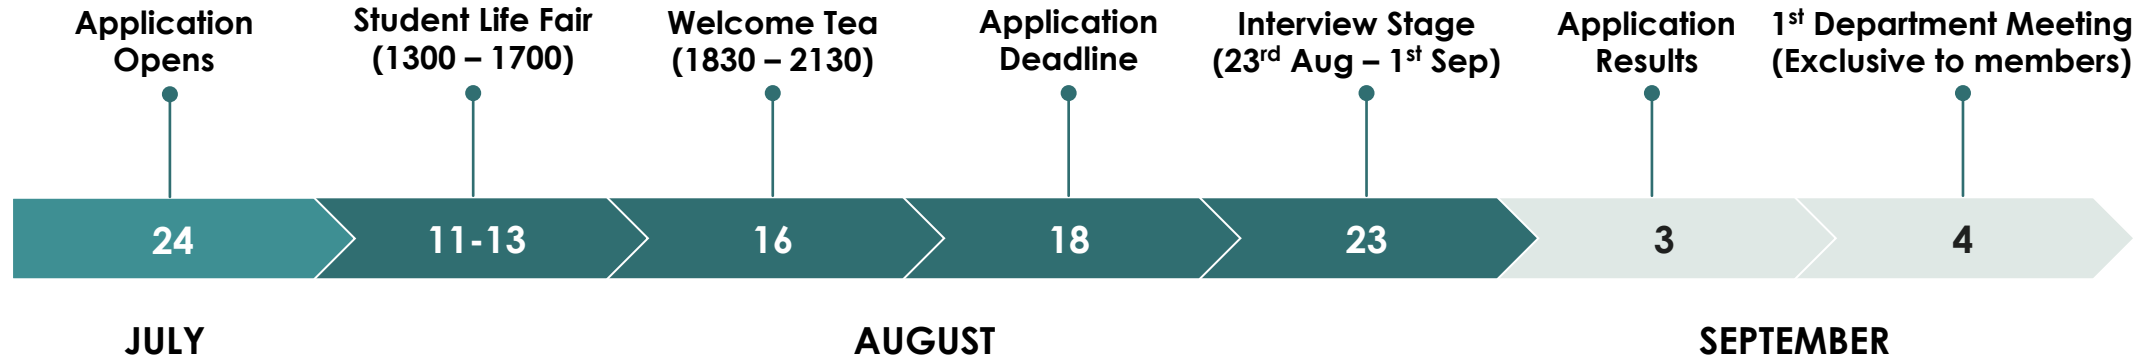 Application
Opens
Student Life Fair
(1300 – 1700)
Welcome Tea
(1830 – 2130)
Application
Deadline
Interview Stage
(23rd Aug – 1st Sep)
Application
Results
1st Department Meeting
(Exclusive to members)
24
11-13
16
18
23
3
4
JULY
AUGUST
SEPTEMBER